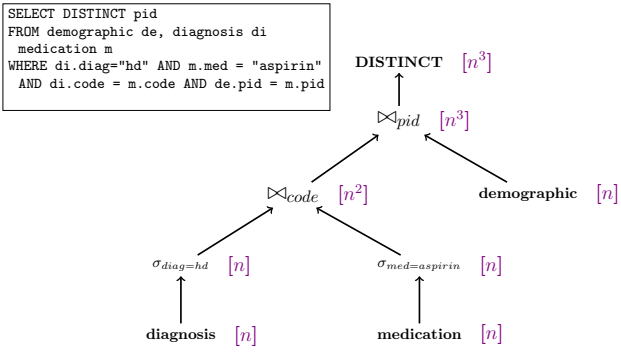 SELECT DISTINCT pid
FROM demographic de, diagnosis di
medication m
WHERE di.diag="hd" AND m.med = "aspirin"
AND di.code = m.code AND de.pid = m.pid
DISTINCT [n³]
⋈pid [n³]
⋈code [n²]
demographic [n]
σdiag=hd [n]
σmed=aspirin [n]
diagnosis [n]
medication [n]